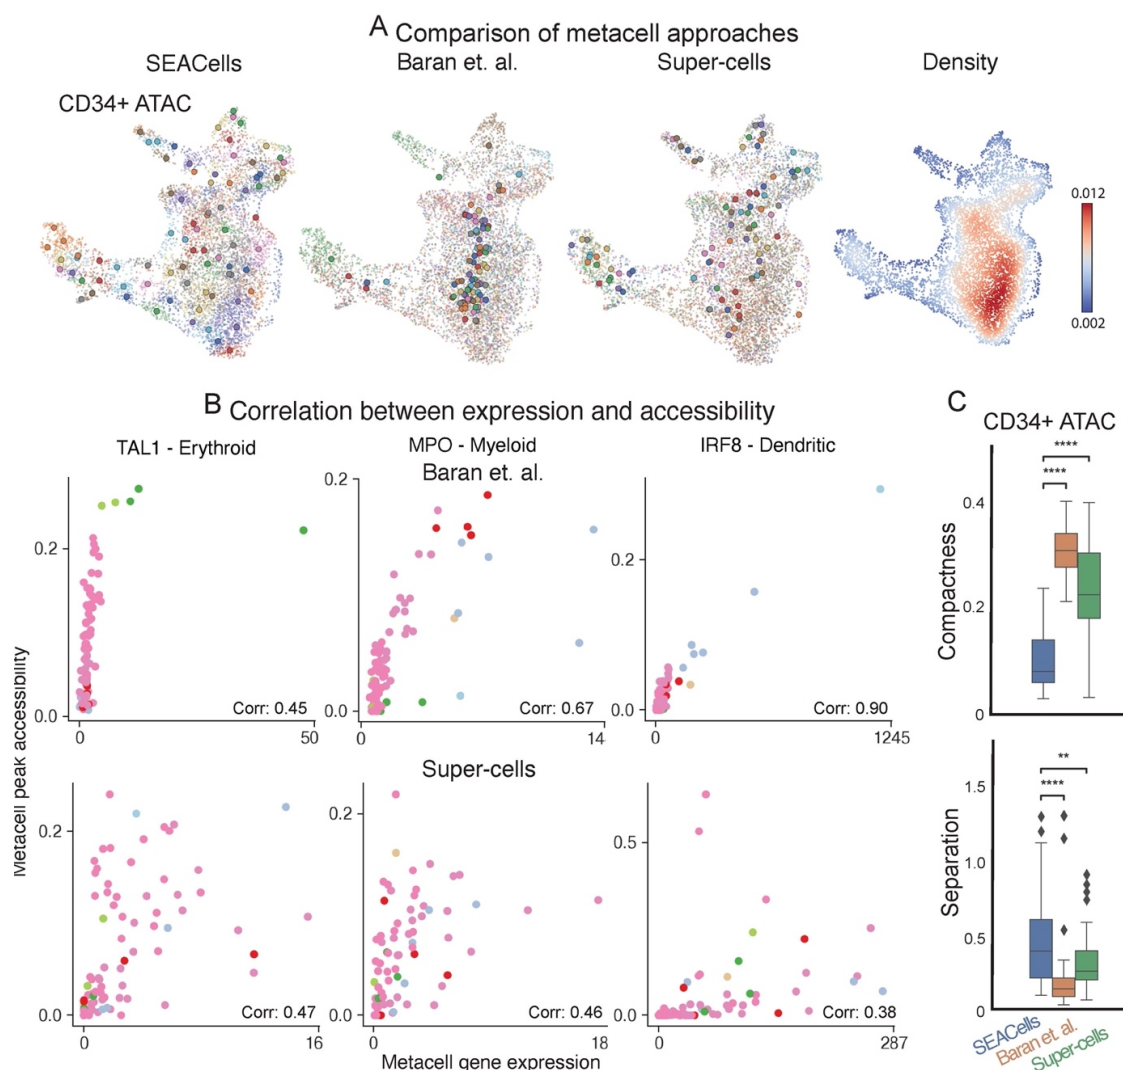 A Comparison of metacell approaches
SEACells
Baran et. al.
Super-cells
Density
CD34+ ATAC
0.012
0.002
B Correlation between expression and accessibility
TAL1 - Erythroid
MPO - Myeloid
IRF8 - Dendritic
Baran et. al.
Metacell peak accessibility
0.2
0.0
0
50
Corr: 0.45
0.2
0.0
0
14
Corr: 0.67
0.2
0.0
0
1245
Corr: 0.90
Super-cells
0.2
0.0
0
16
Corr: 0.47
0.2
0.0
0
18
Corr: 0.46
0.5
0.0
0
287
Corr: 0.38
Metacell gene expression
C
CD34+ ATAC
****
****
Compactness
0.4
0.2
0
**
****
Separation
1.5
1.0
0.5
0
SEACells
Baran et. al.
Super-cells